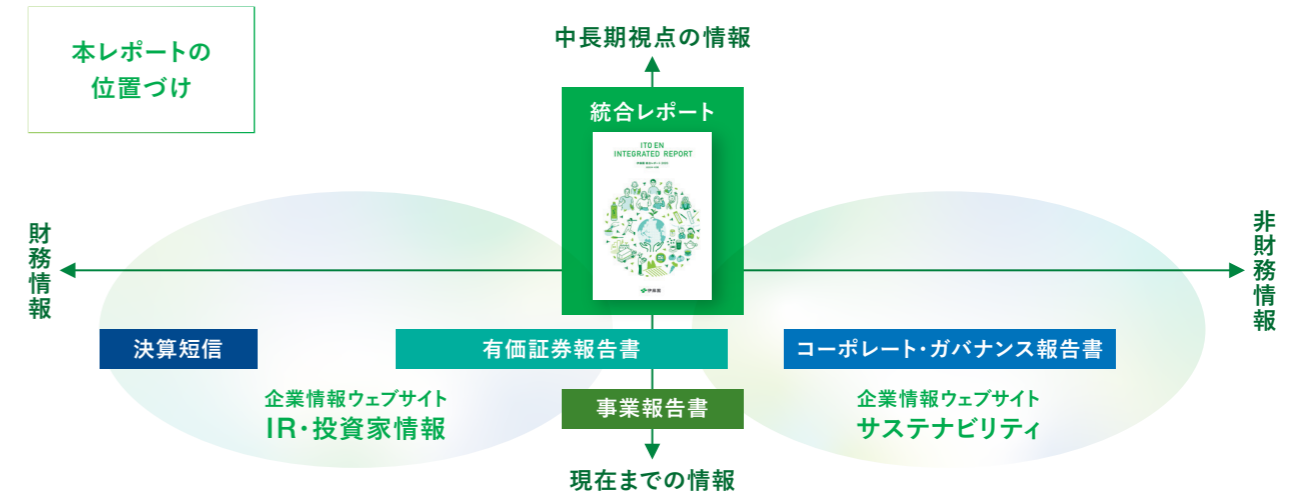 本レポートの
位置づけ
中長期視点の情報
統合レポート
ITO EN
INTEGRATED REPORT
伊藤園
財務情報
非財務情報
決算短信
有価証券報告書
コーポレート・ガバナンス報告書
企業情報ウェブサイト
IR・投資家情報
事業報告書
企業情報ウェブサイト
サステナビリティ
現在までの情報